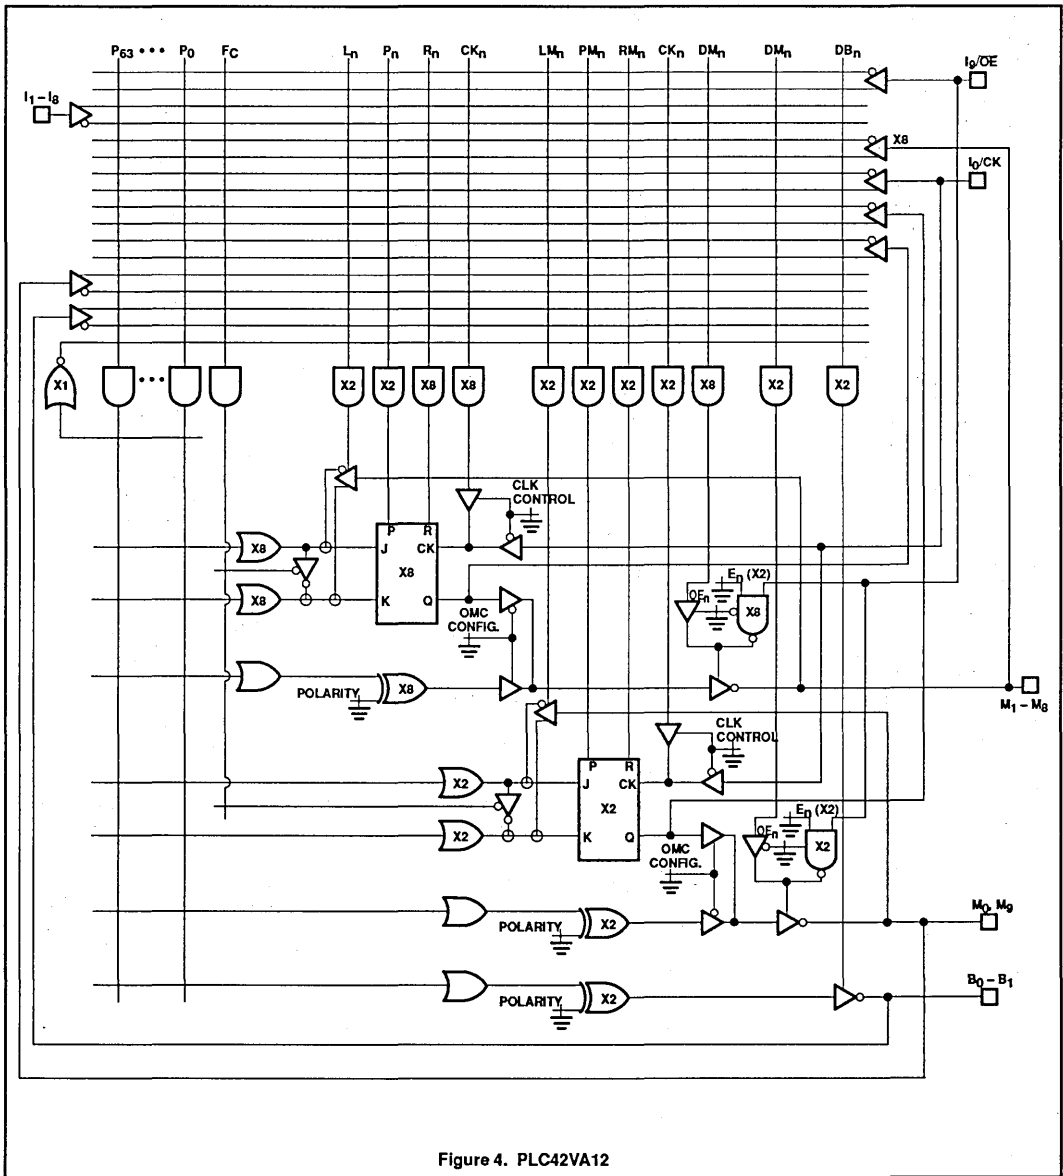 P63 ••• P0 FC Ln Pn Rn CKn LMn PMn RMn CKn DMn DMn DBn
I9/OE
I1 – I8
X8
I0/CK
X1 ••• X2 X2 X8 X8 X2 X2 X2 X2 X8 X2 X2
CLK
CONTROL
P R
X8 J CK
X8
En (X2)
OEn
X8
X8 K Q
OMC
CONFIG.
POLARITY X8
M1 – M8
CLK
CONTROL
P R
X2 J CK
X2
En (X2)
OEn
X2
X2 K Q
OMC
CONFIG.
M0, M9
POLARITY X2
B0 – B1
POLARITY X2
Figure 4. PLC42VA12